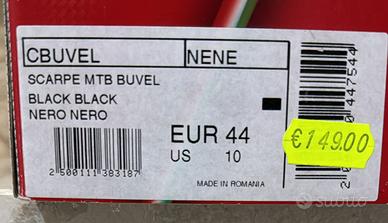 CBUVEL NENE
SCARPE MTB BUVEL
BLACK BLACK
NERO NERO
EUR 44
US 10
2 500111 383187
MADE IN ROMANIA
€149.00
subito